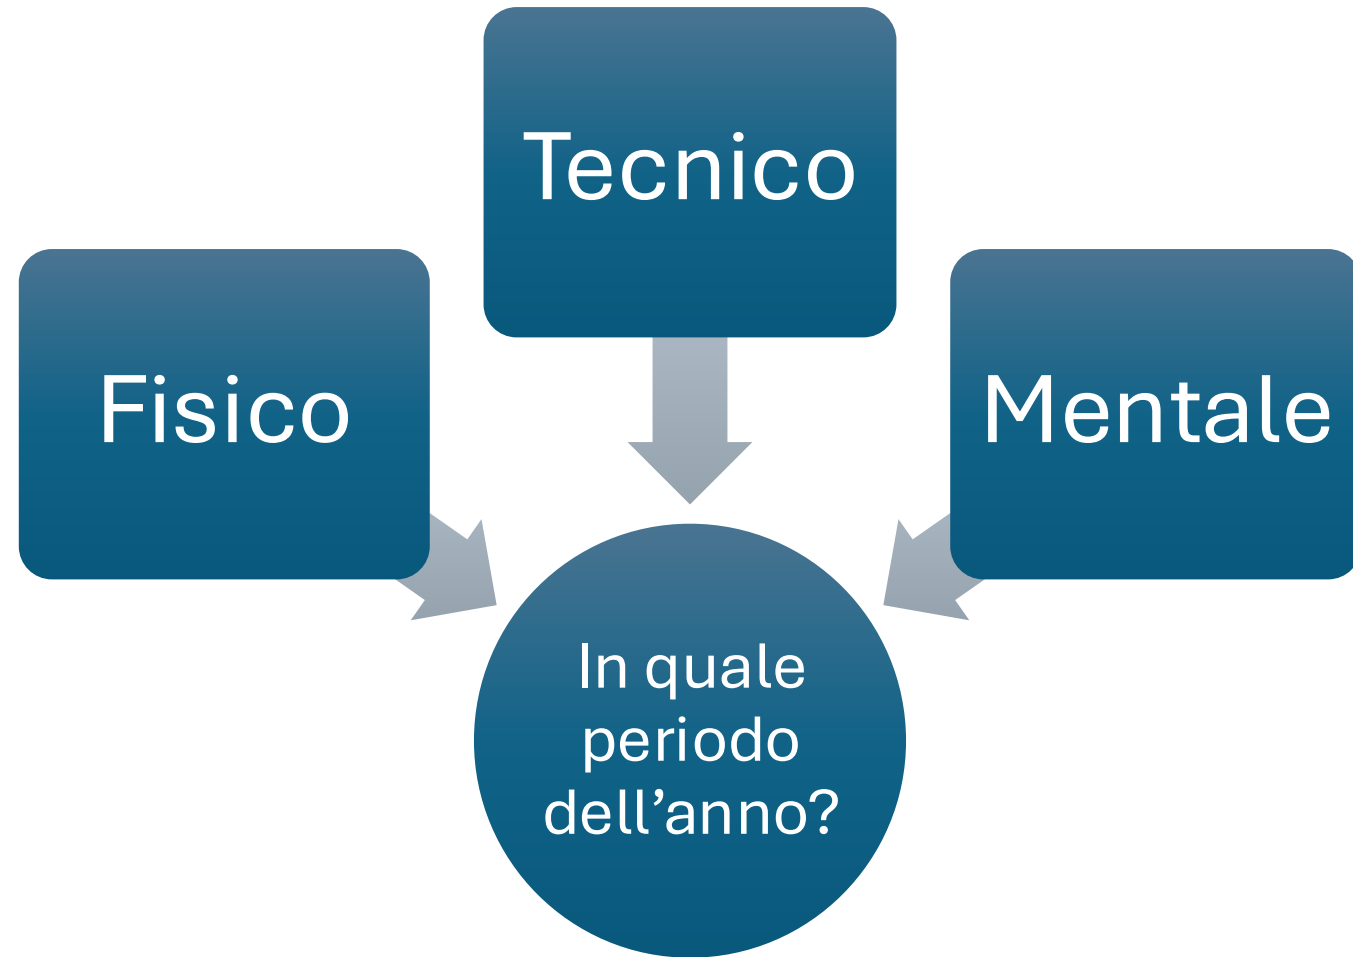 Tecnico
Fisico
Mentale
In quale
periodo
dell’anno?